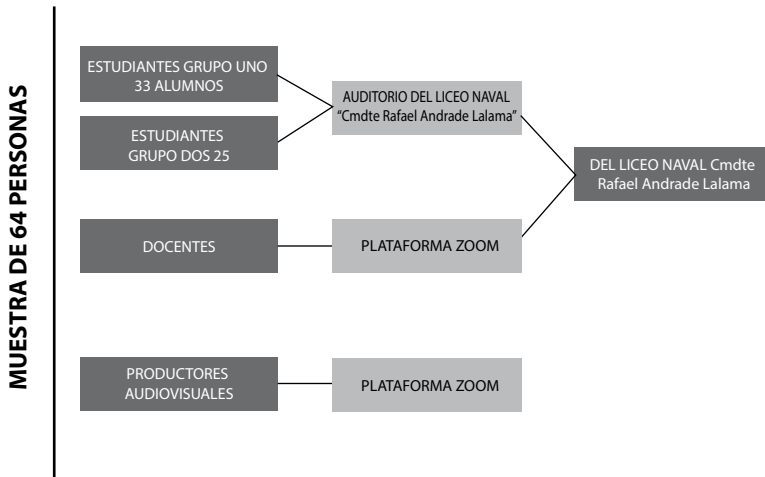 MUESTRA DE 64 PERSONAS
ESTUDIANTES GRUPO UNO
33 ALUMNOS
ESTUDIANTES
GRUPO DOS 25
AUDITORIO DEL LICEO NAVAL
“Cmdte Rafael Andrade Lalama”
DEL LICEO NAVAL Cmdte
Rafael Andrade Lalama
DOCENTES
PLATAFORMA ZOOM
PRODUCTORES
AUDIOVISUALES
PLATAFORMA ZOOM